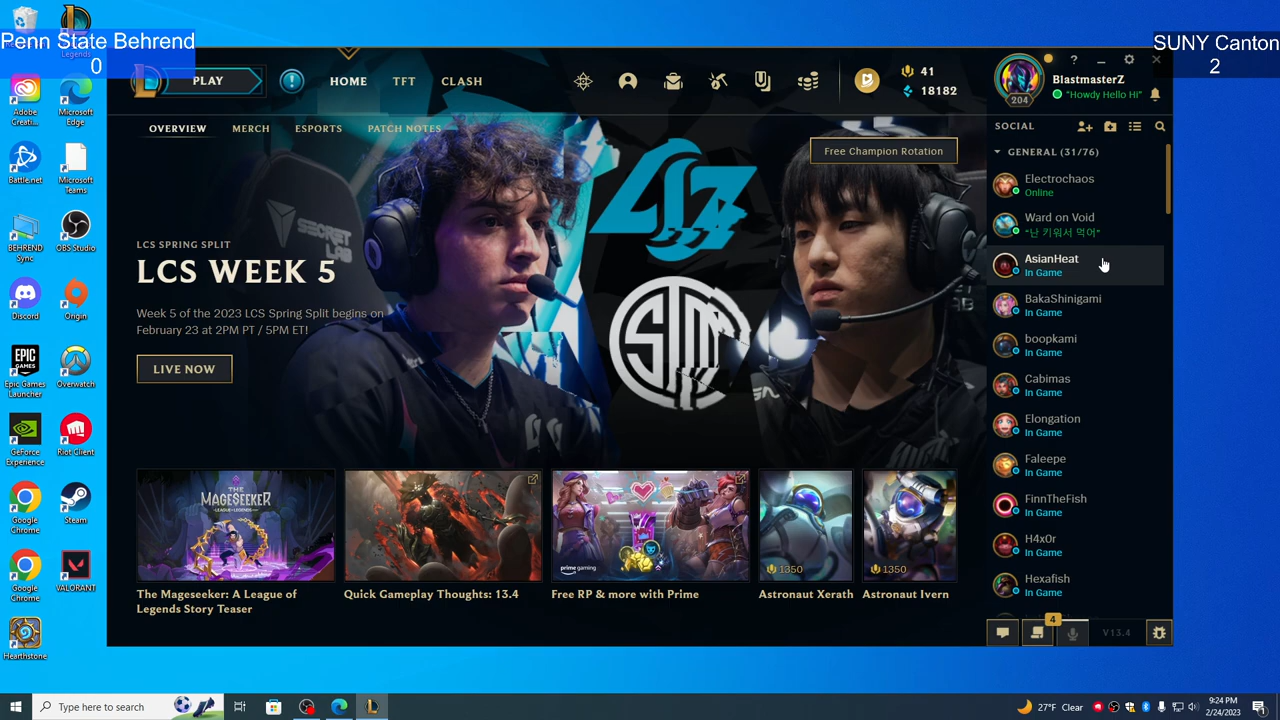 Penn State Behrend
0
SUNY Canton
2
Legends
Adobe
Creati...
Microsoft
Edge
Battle.net
Microsoft
Teams
BEHREND
Sync
OBS Studio
Discord
Origin
EPIC
GAMES
Epic Games
Launcher
Overwatch
GeForce
Experience
Riot Client
Google
Chrome
Steam
Google
Chrome
VALORANT
Hearthstone
PLAY
HOME
TFT
CLASH
41
18182
204
BlastmasterZ
"Howdy Hello Hi"
OVERVIEW
MERCH
ESPORTS
PATCH NOTES
Free Champion Rotation
SECRET
LAB
LCS SPRING SPLIT
LCS WEEK 5
Week 5 of the 2023 LCS Spring Split begins on
February 23 at 2PM PT / 5PM ET!
LIVE NOW
THE
MAGESEEKER
A LEAGUE OF LEGENDS STORY
prime gaming
1350
1350
The Mageseeker: A League of
Legends Story Teaser
Quick Gameplay Thoughts: 13.4
Free RP & more with Prime
Astronaut Xerath
Astronaut Ivern
SOCIAL
GENERAL (31/76)
Electrochaos
Online
Ward on Void
"난 키워서 먹어"
AsianHeat
In Game
BakaShinigami
In Game
boopkami
In Game
Cabimas
In Game
Elongation
In Game
Faleepe
In Game
FinnTheFish
In Game
H4x0r
In Game
Hexafish
In Game
4
V13.4
Type here to search
27°F Clear
9:24 PM
2/24/2023
1